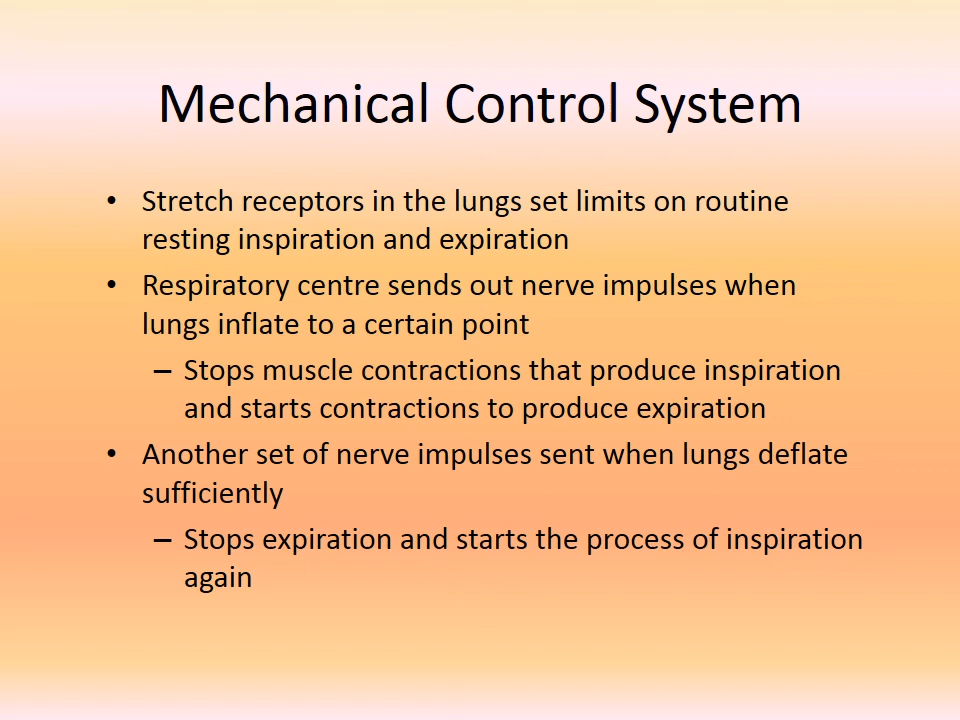 Mechanical Control System
• Stretch receptors in the lungs set limits on routine
resting inspiration and expiration
• Respiratory centre sends out nerve impulses when
lungs inflate to a certain point
– Stops muscle contractions that produce inspiration
and starts contractions to produce expiration
• Another set of nerve impulses sent when lungs deflate
sufficiently
– Stops expiration and starts the process of inspiration
again